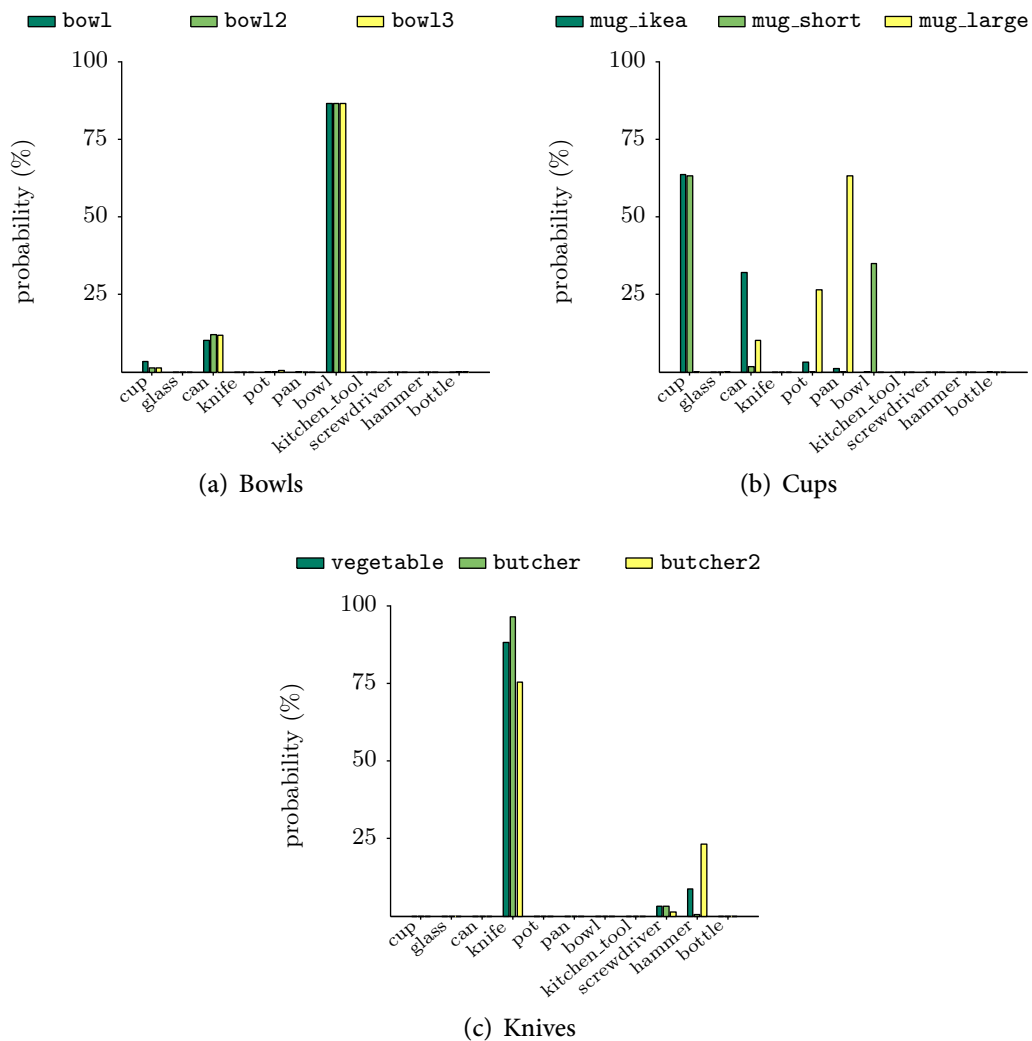 bowl bowl2 bowl3
100
75
50
25
probability (%)
cup glass can knife pot pan bowl kitchen_tool screwdriver hammer bottle
(a) Bowls
mug_ikea mug_short mug_large
100
75
50
25
probability (%)
cup glass can knife pot pan bowl kitchen_tool screwdriver hammer bottle
(b) Cups
vegetable butcher butcher2
100
75
50
25
probability (%)
cup glass can knife pot pan bowl kitchen_tool screwdriver hammer bottle
(c) Knives